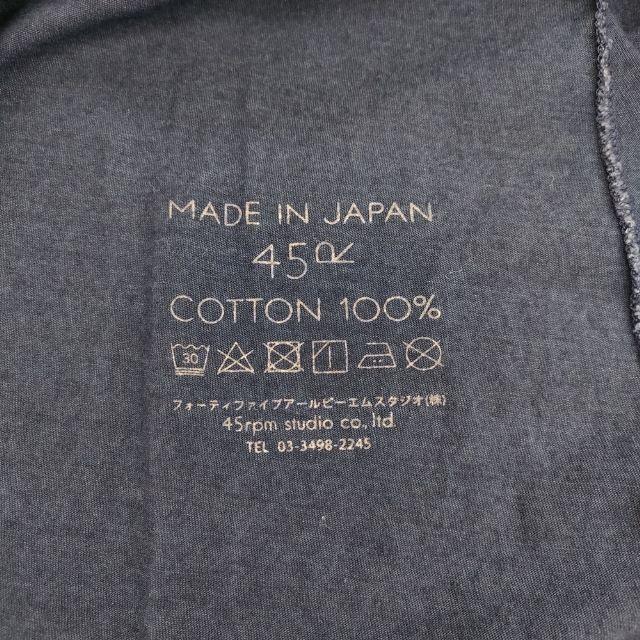 MADE IN JAPAN
45R
COTTON 100%
30
フォーティファイブアールピーエムスタジオ(株)
45rpm studio co., ltd.
TEL 03-3498-2245